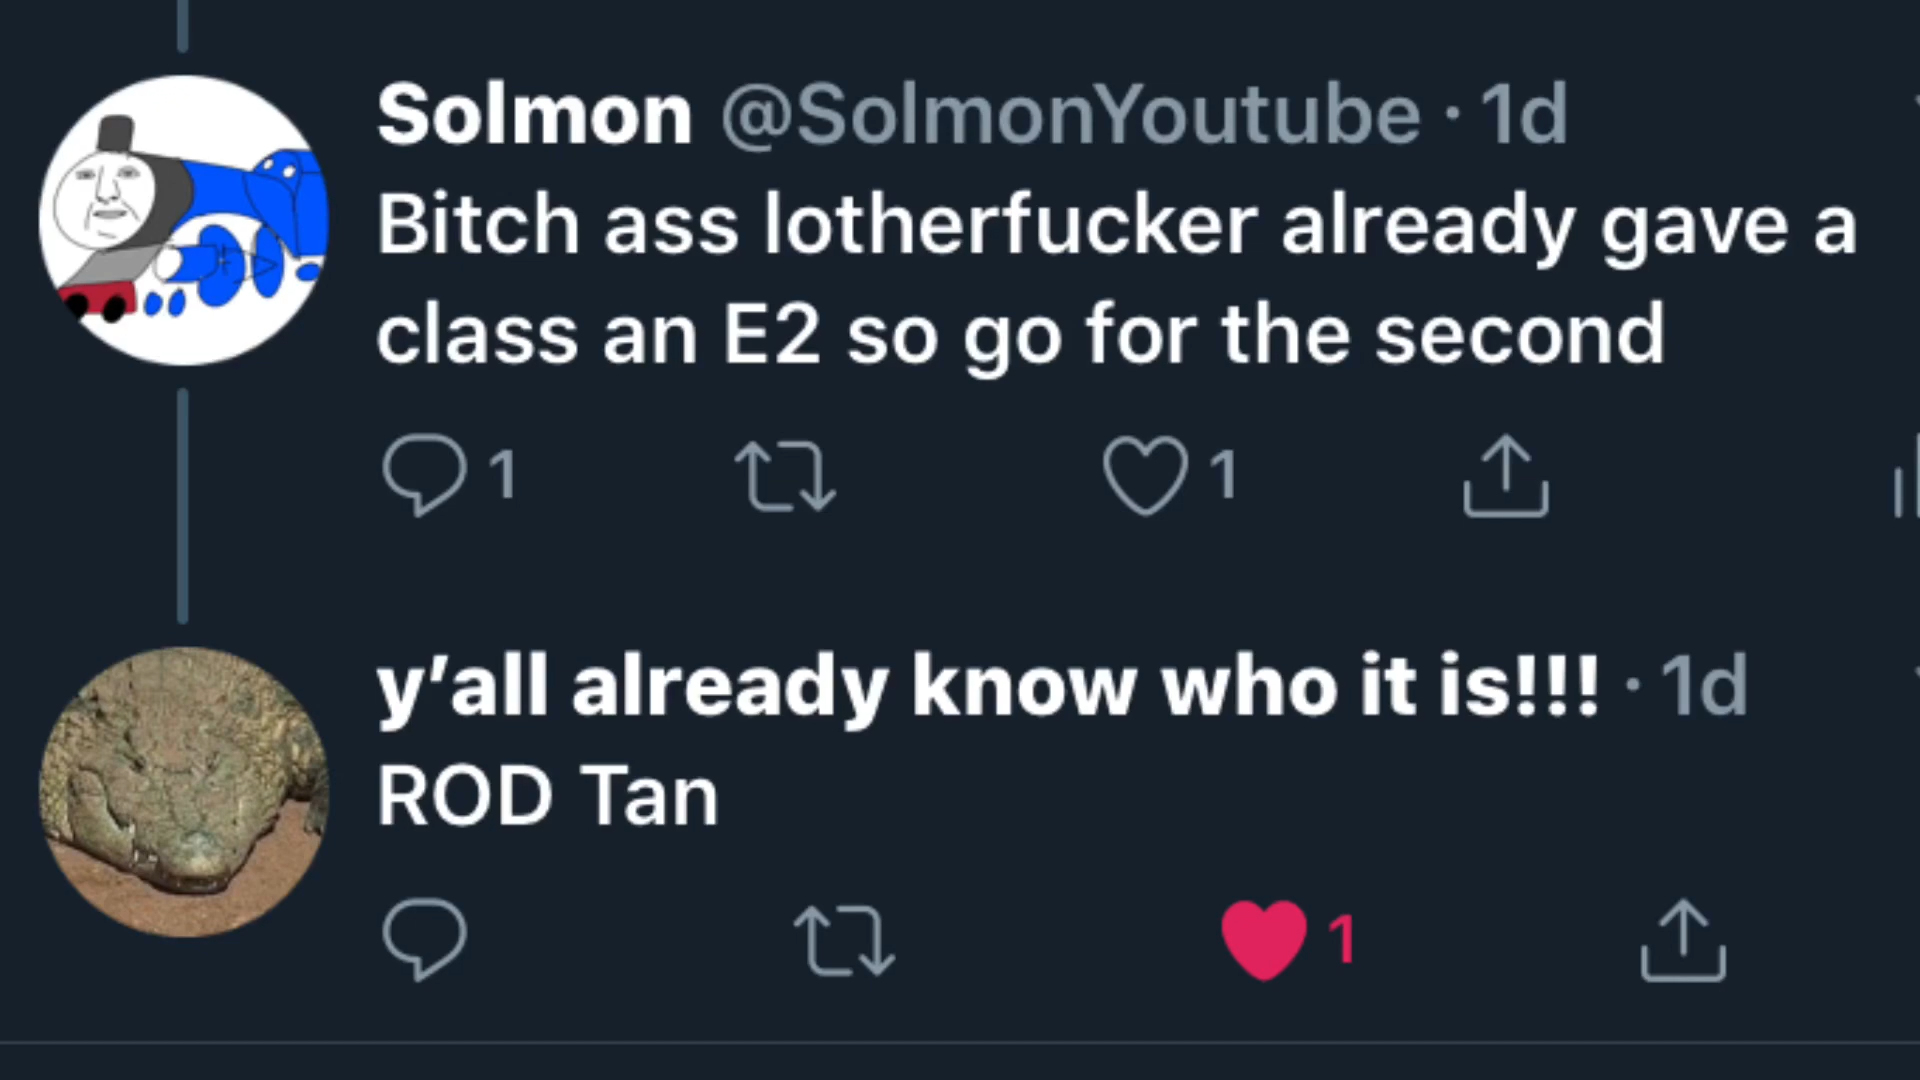 Solmon @SolmonYoutube · 1d
Bitch ass lotherfucker already gave a
class an E2 so go for the second
1 1
y’all already know who it is!!! · 1d
ROD Tan
1